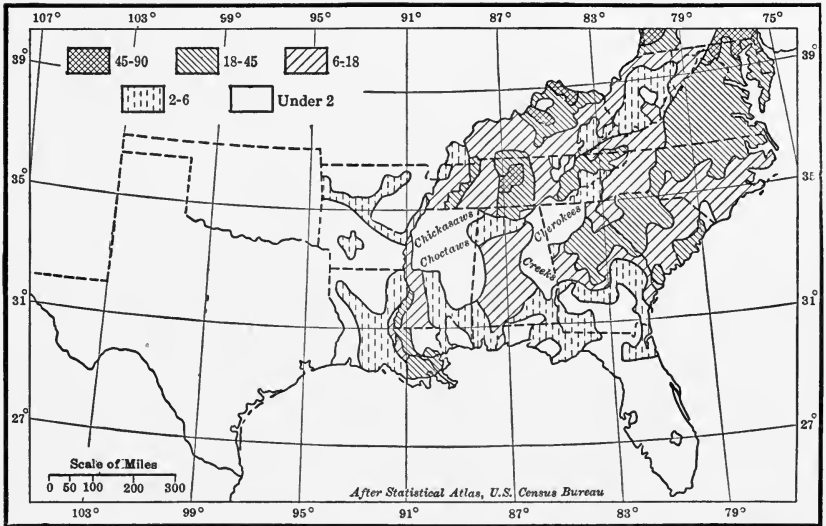 107° 103° 99° 95° 91° 87° 83° 79° 75°
39° 39°
45-90 18-45 6-18
2-6 Under 2
35° 35°
Chickasaws
Choctaws
Cherokees
Creeks
31° 31°
27° 27°
Scale of Miles
0 50 100 200 300
After Statistical Atlas, U.S. Census Bureau
103° 99° 95° 91° 87° 83° 79°